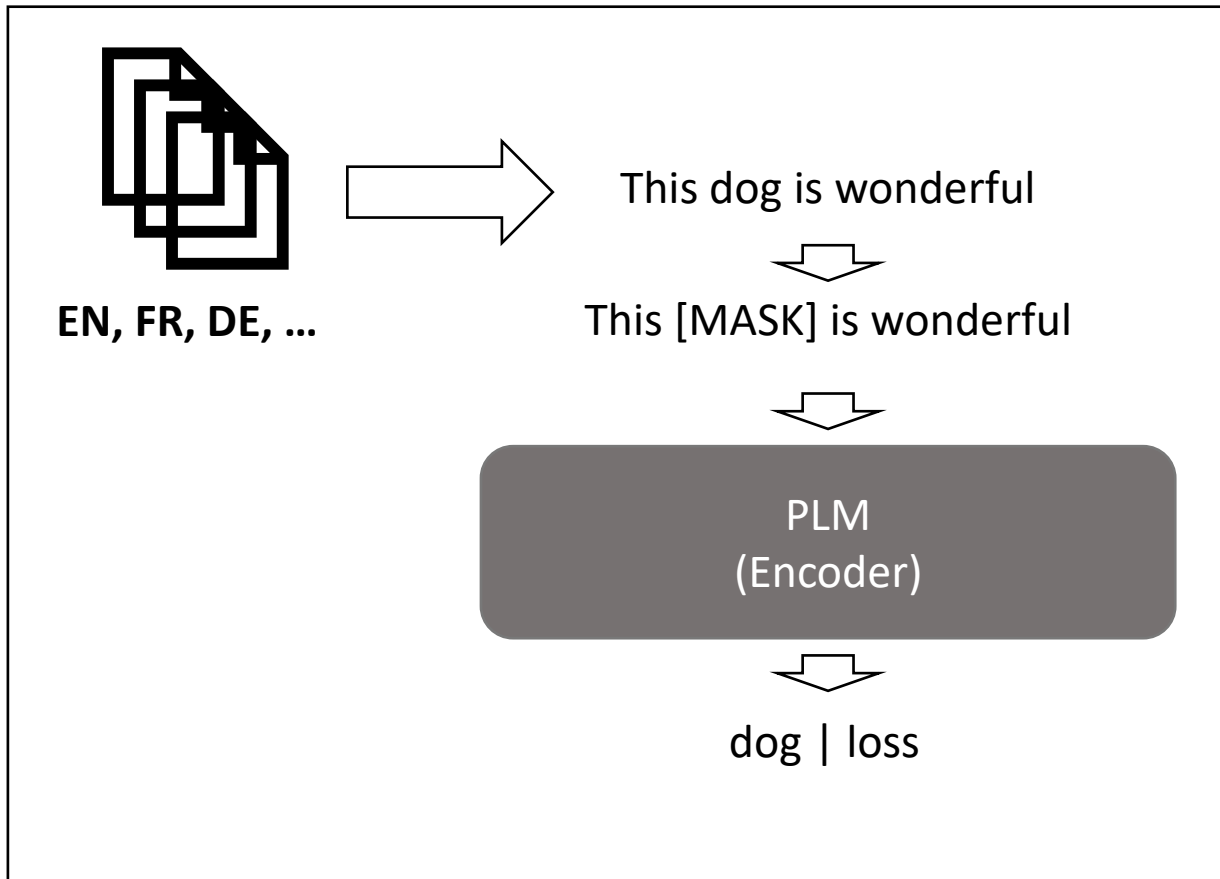 This dog is wonderful
EN, FR, DE, ...
This [MASK] is wonderful
PLM
(Encoder)
dog | loss